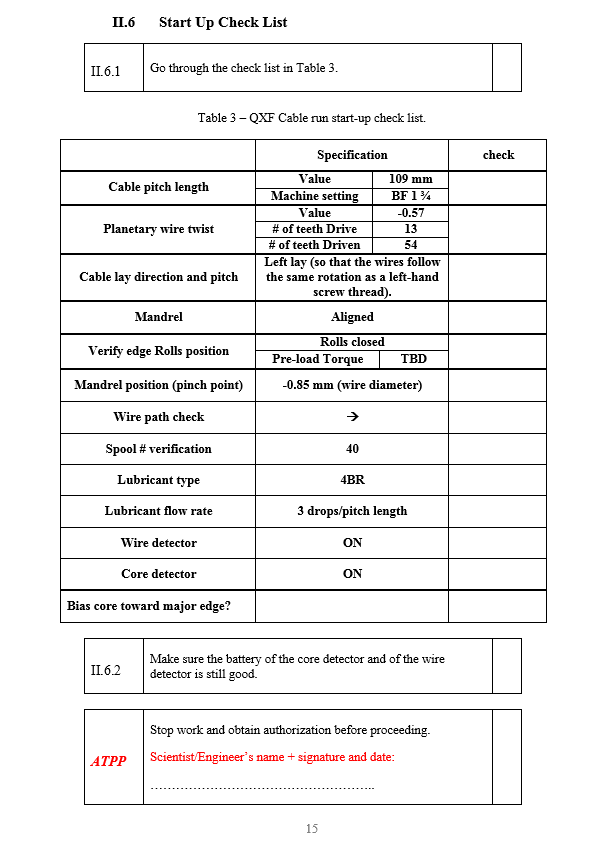 II.6 Start Up Check List
II.6.1 Go through the check list in Table 3.
Table 3 – QXF Cable run start-up check list.
Specification check
Cable pitch length
Value 109 mm
Machine setting BF 1 ¾
Planetary wire twist
Value -0.57
# of teeth Drive 13
# of teeth Driven 54
Cable lay direction and pitch
Left lay (so that the wires follow
the same rotation as a left-hand
screw thread).
Mandrel Aligned
Verify edge Rolls position
Rolls closed
Pre-load Torque TBD
Mandrel position (pinch point) -0.85 mm (wire diameter)
Wire path check →
Spool # verification 40
Lubricant type 4BR
Lubricant flow rate 3 drops/pitch length
Wire detector ON
Core detector ON
Bias core toward major edge?
II.6.2
Make sure the battery of the core detector and of the wire
detector is still good.
ATPP
Stop work and obtain authorization before proceeding.
Scientist/Engineer’s name + signature and date:
……………………………………………..
15